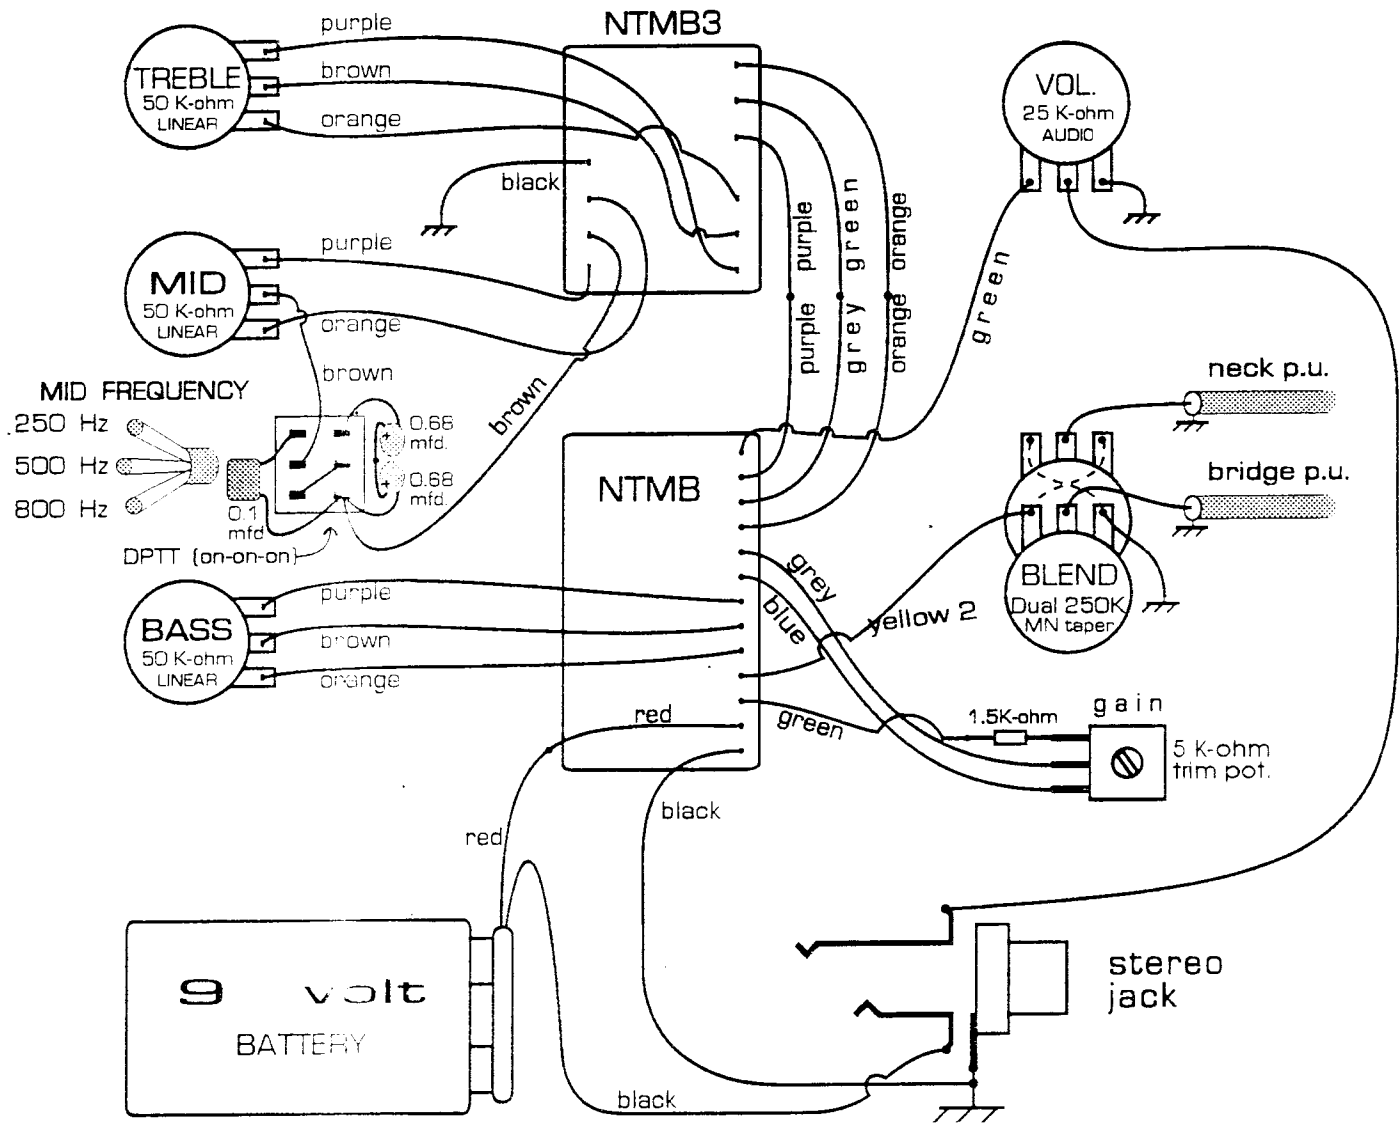 NTMB3
purple
TREBLE
50 K-ohm
LINEAR
brown
orange
black
VOL.
25 K-ohm
AUDIO
purple
green
orange
purple
grey
orange
green
purple
MID
50 K-ohm
LINEAR
orange
brown
brown
MID FREQUENCY
250 Hz
500 Hz
800 Hz
0.68
mfd.
0.68
mfd.
0.1
mfd
DPTT (on-on-on)
NTMB
neck p.u.
bridge p.u.
BLEND
Dual 250K
MN taper
grey
blue
yellow 2
purple
BASS
50 K-ohm
LINEAR
brown
orange
red
green
1.5K-ohm
gain
5 K-ohm
trim pot.
black
red
9 volt
BATTERY
stereo
jack
black